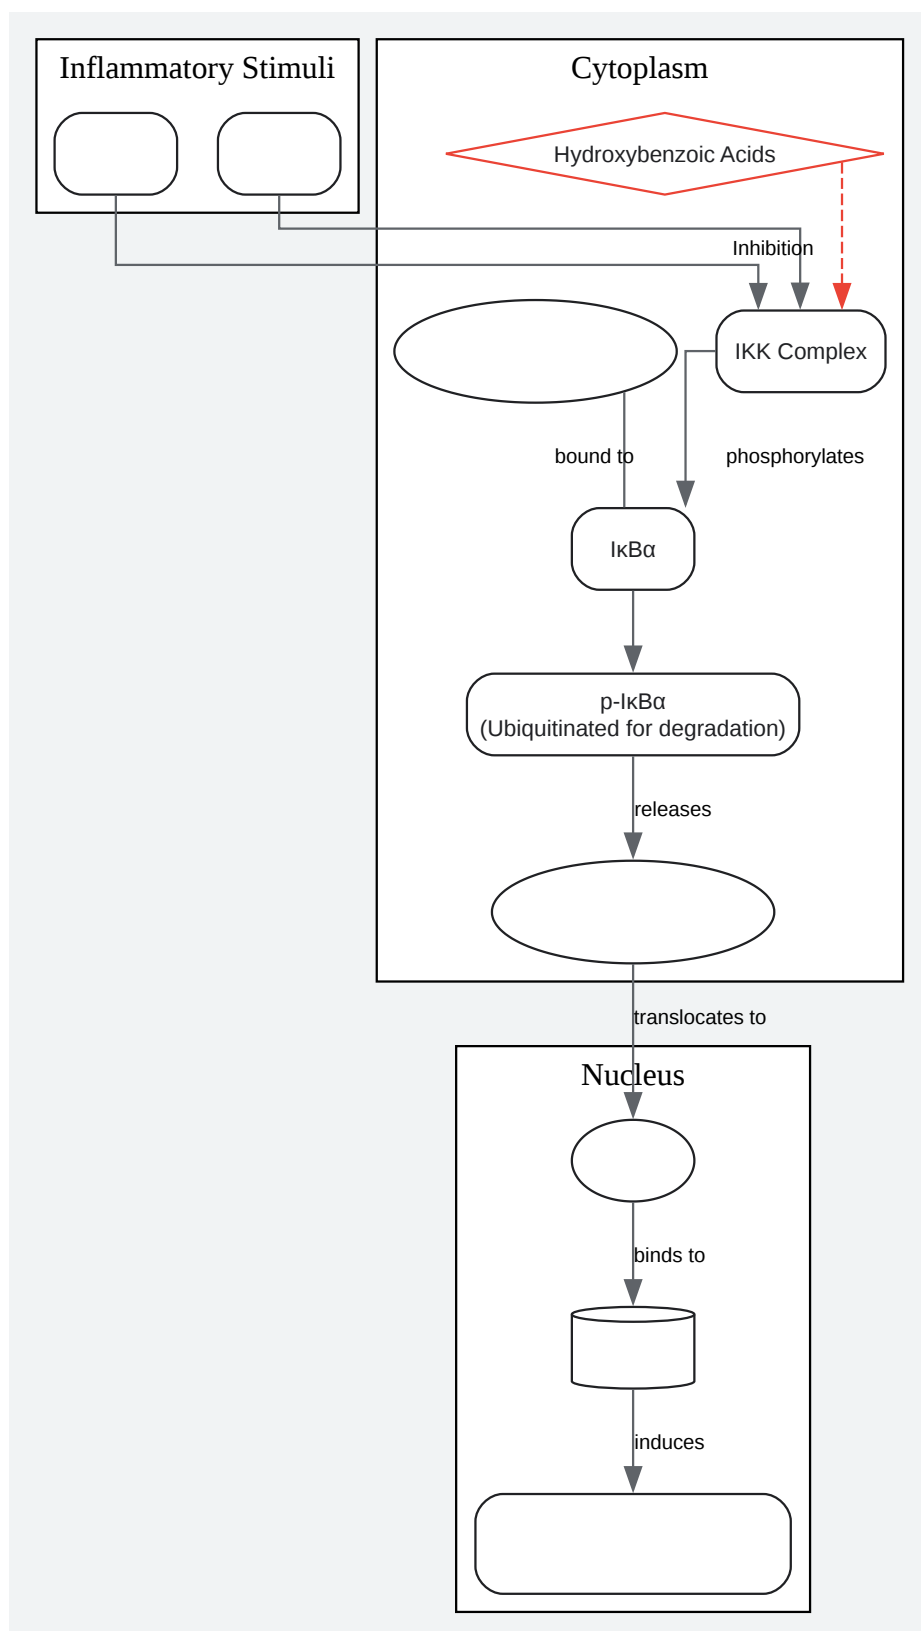 Inflammatory Stimuli
Cytoplasm
Hydroxybenzoic Acids
Inhibition
IKK Complex
bound to
phosphorylates
IκBα
p-IκBα
(Ubiquitinated for degradation)
releases
translocates to
Nucleus
binds to
induces